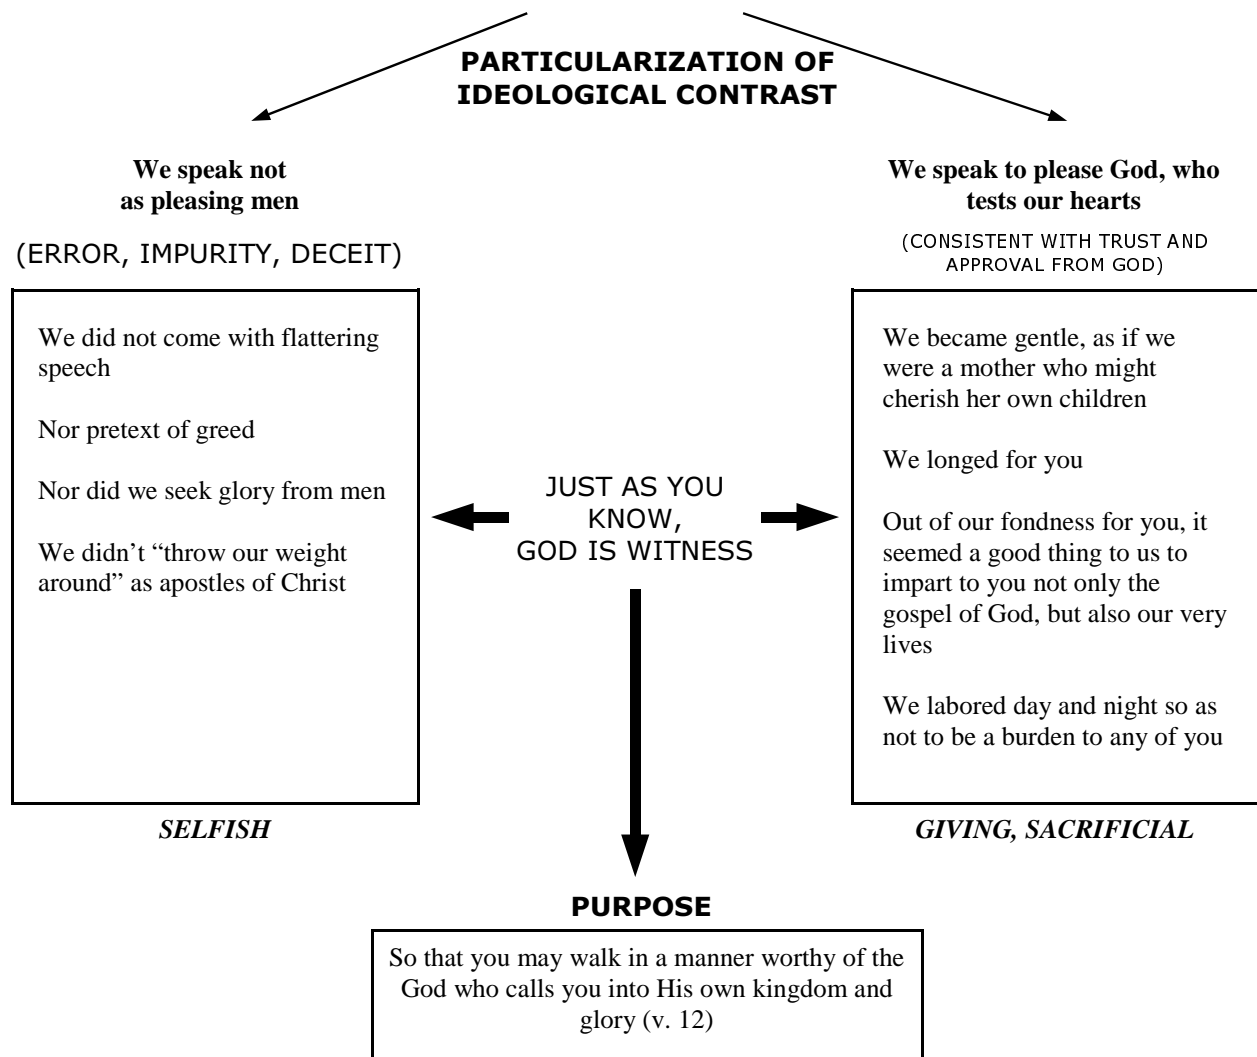 PARTICULARIZATION OF
IDEOLOGICAL CONTRAST
We speak not
as pleasing men
(ERROR, IMPURITY, DECEIT)
We did not come with flattering
speech
Nor pretext of greed
Nor did we seek glory from men
We didn’t “throw our weight
around” as apostles of Christ
SELFISH
JUST AS YOU
KNOW,
GOD IS WITNESS
We speak to please God, who
tests our hearts
(CONSISTENT WITH TRUST AND
APPROVAL FROM GOD)
We became gentle, as if we
were a mother who might
cherish her own children
We longed for you
Out of our fondness for you, it
seemed a good thing to us to
impart to you not only the
gospel of God, but also our very
lives
We labored day and night so as
not to be a burden to any of you
GIVING, SACRIFICIAL
PURPOSE
So that you may walk in a manner worthy of the
God who calls you into His own kingdom and
glory (v. 12)